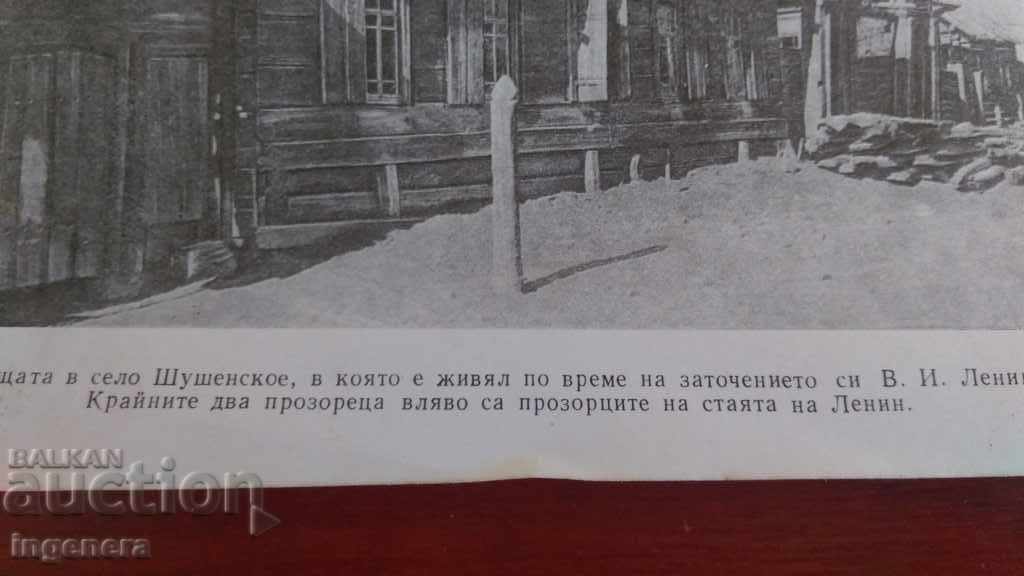 щата в село Шушенское, в която е живял по време на заточението си В. И. Ленин
Крайните два прозореца вляво са прозорците на стаята на Ленин.
BALKAN
auction
ingenera